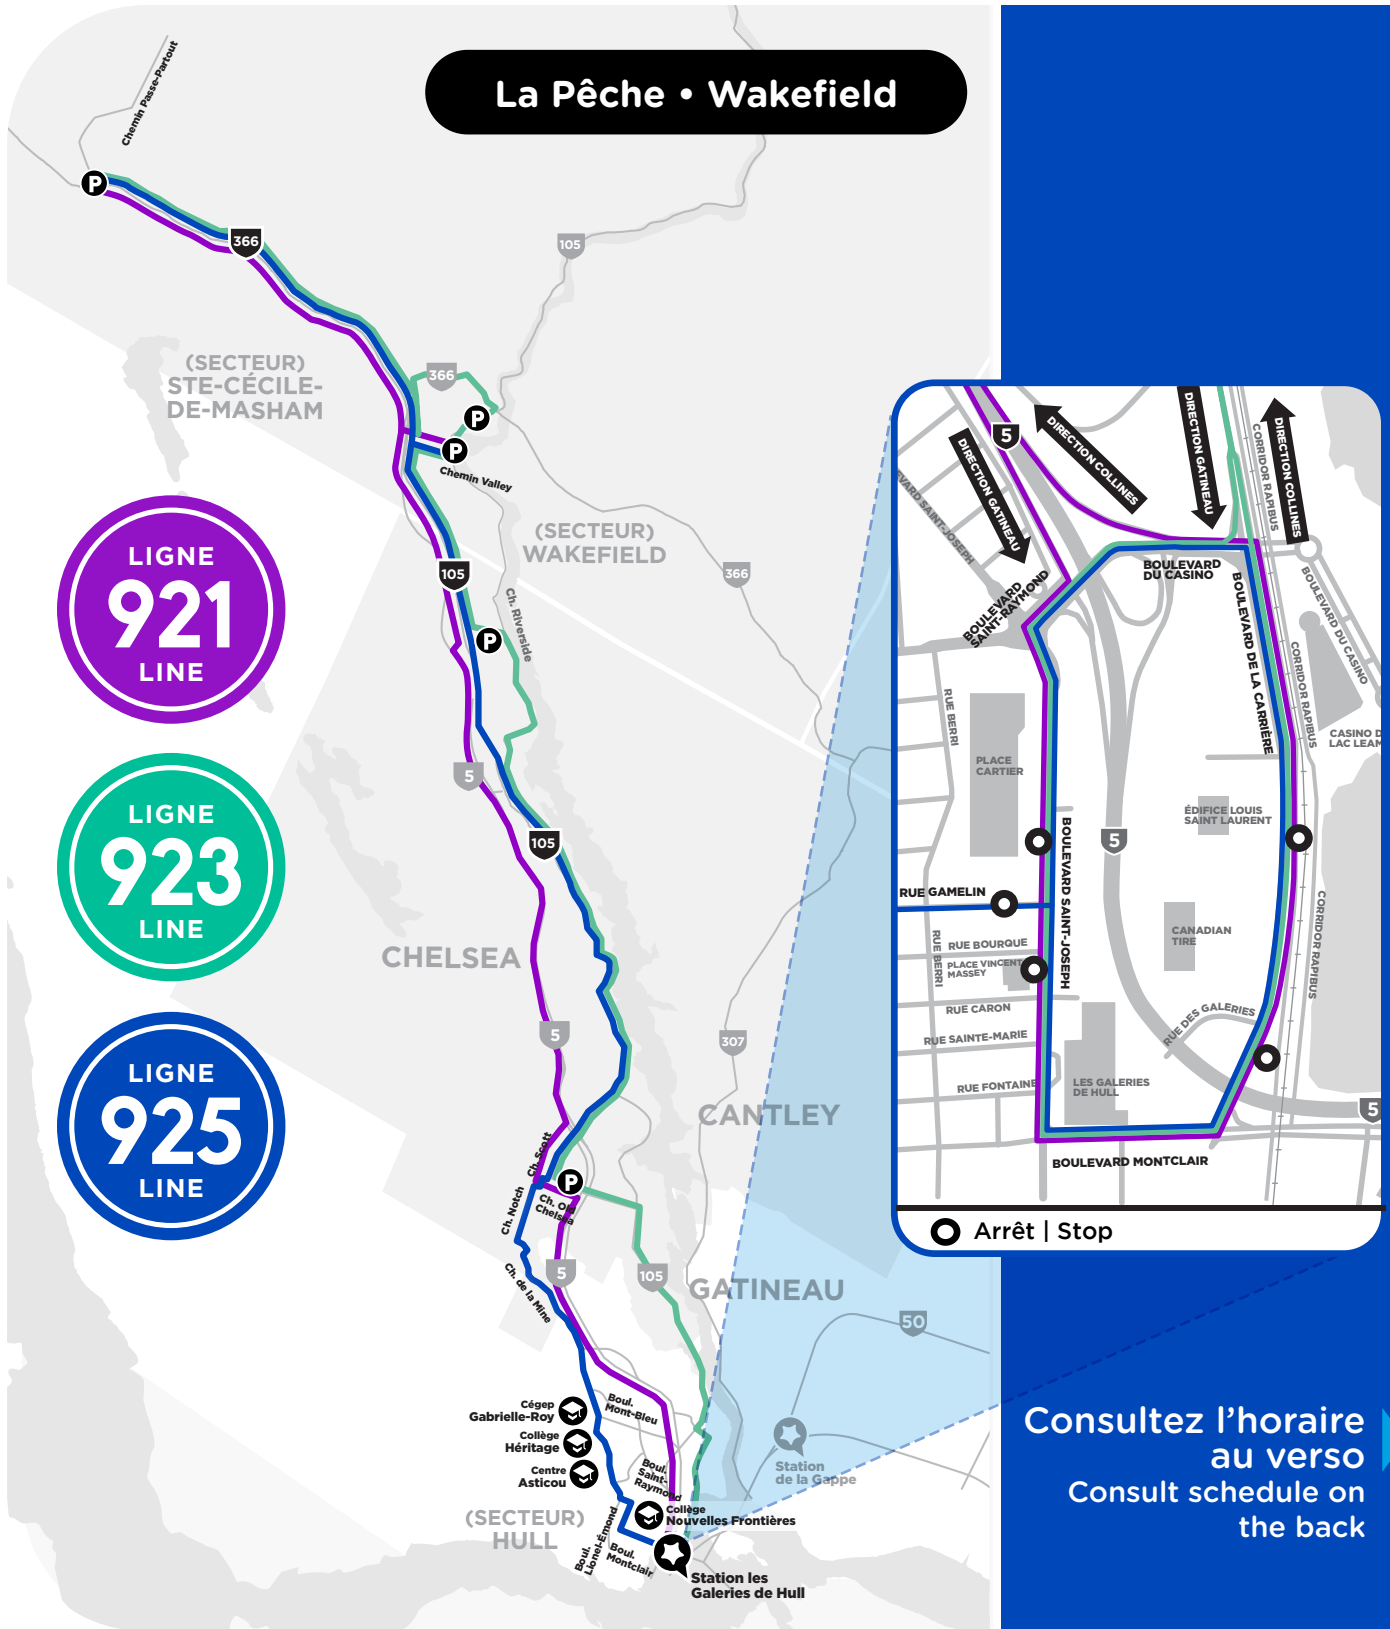 La Pêche • Wakefield
Chemin Passe-Partout
P
366
105
(SECTEUR)
STE-CÉCILE-
DE-MASHAM
366
P
P
Chemin Valley
(SECTEUR)
WAKEFIELD
105
366
Ch. Riverside
P
LIGNE
921
LINE
5
LIGNE
923
LINE
105
CHELSEA
5
307
LIGNE
925
LINE
CANTLEY
Ch. Scott
P
Ch. Notch
Ch. Old
Chelsea
5
105
GATINEAU
Ch. de la Mine
50
Cégep
Gabrielle-Roy
Boul.
Mont-Bleu
Collège
Héritage
Centre
Asticou
Boul.
Saint-
Raymond
Station
de la Gappe
(SECTEUR)
HULL
Collège
Nouvelles Frontières
Boul.
Lionel-Émond
Boul.
Montclair
Station les
Galeries de Hull
5
DIRECTION COLLINES
DIRECTION GATINEAU
DIRECTION GATINEAU
CORRIDOR RAPIBUS
DIRECTION COLLINES
EVARD SAINT-JOSEPH
BOULEVARD
SAINT-RAYMOND
BOULEVARD
DU CASINO
BOULEVARD DU CASINO
BOULEVARD DE LA CARRIÈRE
CORRIDOR RAPIBUS
RUE BERRI
CASINO D
LAC LEAM
PLACE
CARTIER
ÉDIFICE LOUIS
SAINT LAURENT
5
BOULEVARD SAINT-JOSEPH
RUE GAMELIN
CANADIAN
TIRE
CORRIDOR RAPIBUS
RUE BERRI
RUE BOURQUE
PLACE VINCENT
MASSEY
RUE CARON
RUE DES GALERIES
RUE SAINTE-MARIE
RUE FONTAINE
LES GALERIES
DE HULL
5
BOULEVARD MONTCLAIR
Arrêt | Stop
Consultez l’horaire
au verso
Consult schedule on
the back